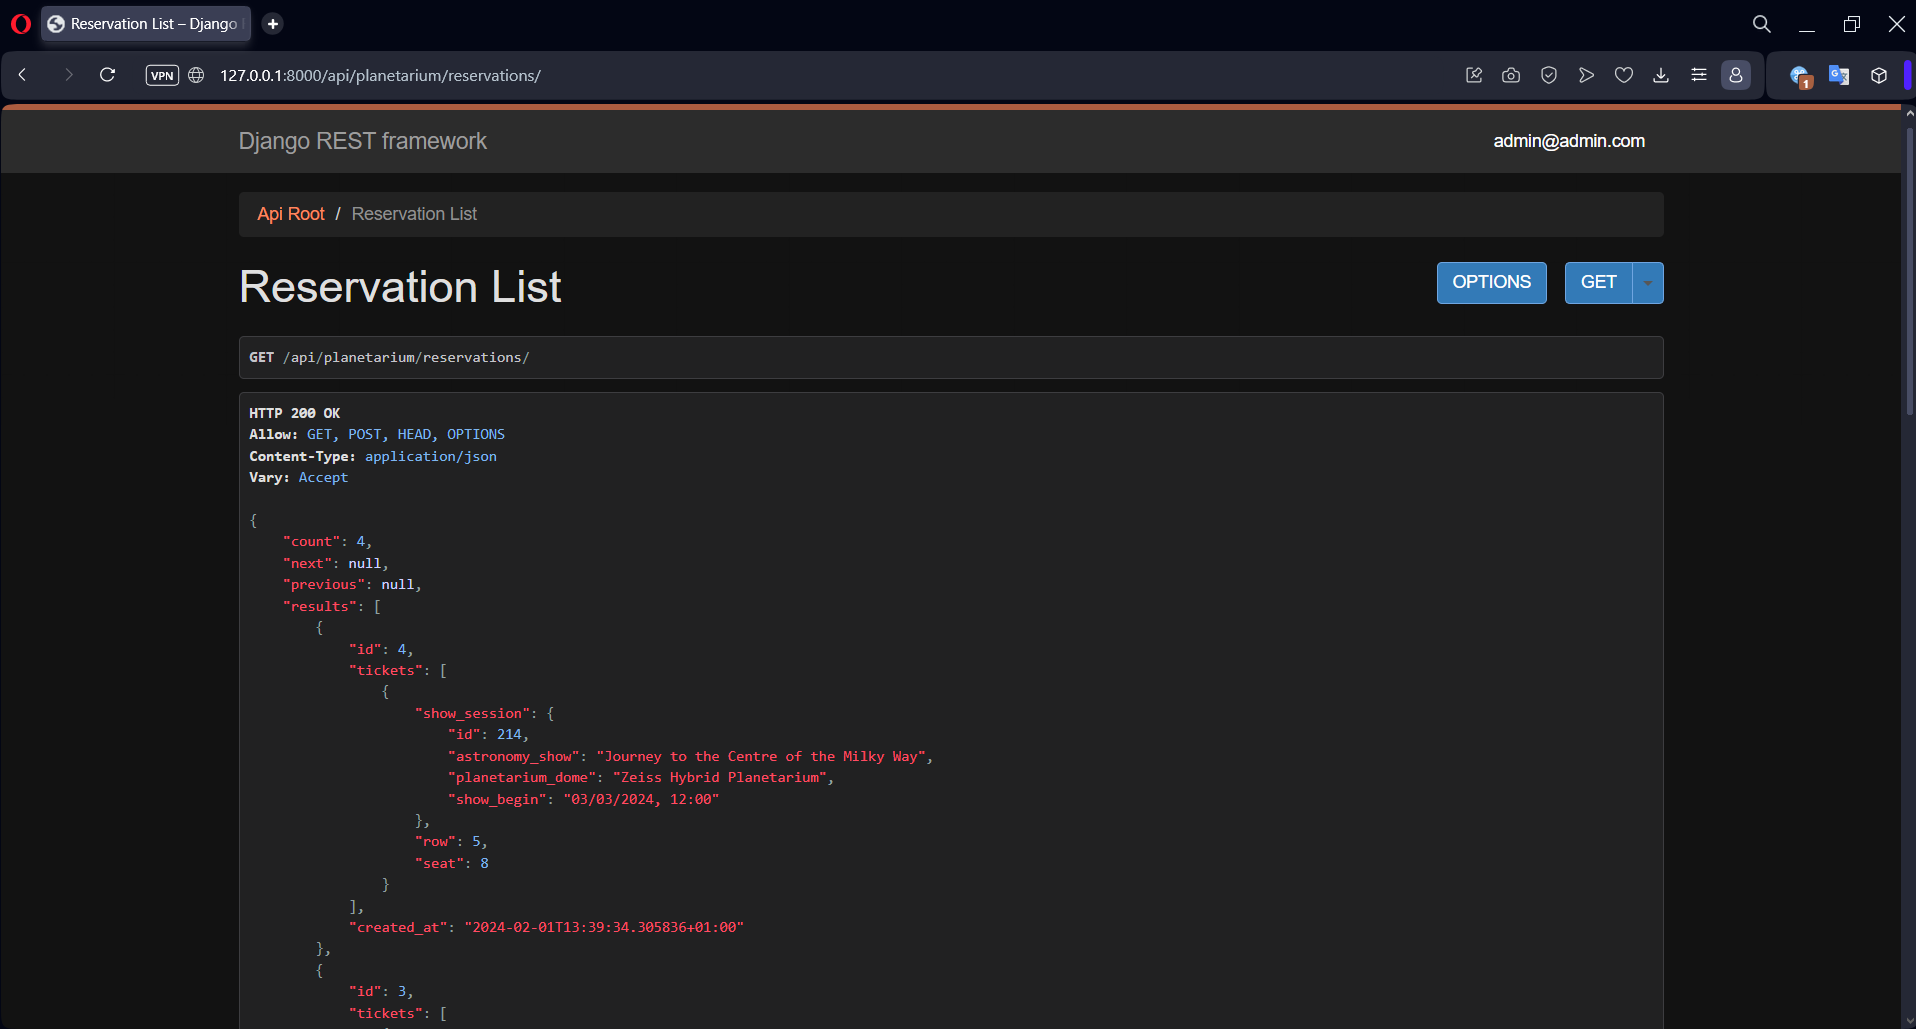 Reservation List – Django
VPN
127.0.0.1:8000/api/planetarium/reservations/
1
Django REST framework
admin@admin.com
Api Root / Reservation List
Reservation List
OPTIONS
GET
GET /api/planetarium/reservations/
HTTP 200 OK
Allow: GET, POST, HEAD, OPTIONS
Content-Type: application/json
Vary: Accept
{
"count": 4,
"next": null,
"previous": null,
"results": [
{
"id": 4,
"tickets": [
{
"show_session": {
"id": 214,
"astronomy_show": "Journey to the Centre of the Milky Way",
"planetarium_dome": "Zeiss Hybrid Planetarium",
"show_begin": "03/03/2024, 12:00"
},
"row": 5,
"seat": 8
}
],
"created_at": "2024-02-01T13:39:34.305836+01:00"
},
{
"id": 3,
"tickets": [